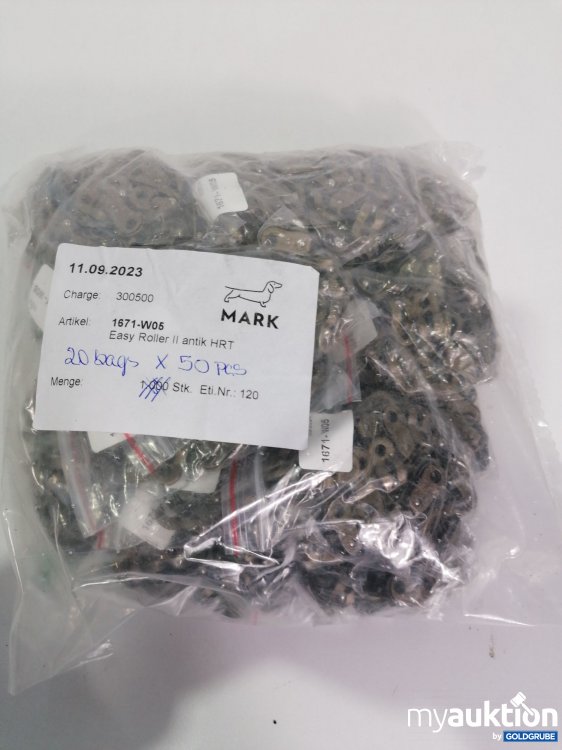 11.09.2023
Charge: 300500
MARK
Artikel: 1671-W05
Easy Roller II antik HRT
20 bags x 50 pcs
Menge: 1.000 Stk. Eti.Nr.: 120
1671-W05
myauktion
by GOLDGRUBE